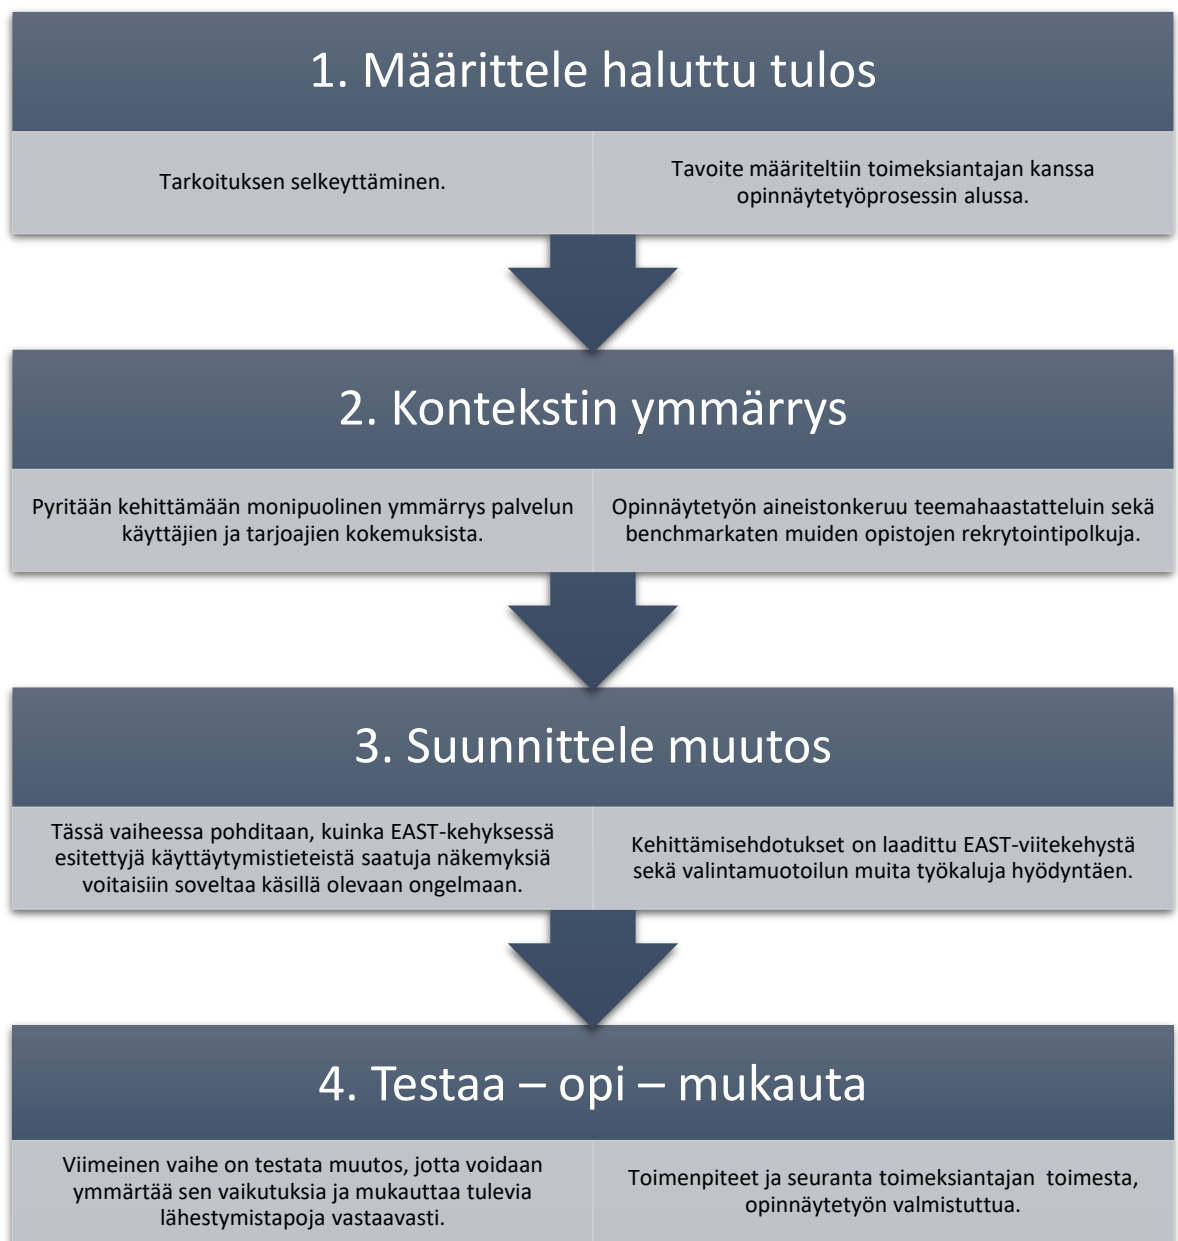 1. Määrittele haluttu tulos
Tarkoituksen selkeyttäminen.
Tavoite määriteltiin toimeksiantajan kanssa
opinnäytetyöprosessin alussa.
2. Kontekstin ymmärrys
Pyritään kehittämään monipuolinen ymmärrys palvelun
käyttäjien ja tarjoajien kokemuksista.
Opinnäytetyön aineistonkeruu teemahaastatteluin sekä
benchmarkaten muiden opistojen rekrytointipolkuja.
3. Suunnittele muutos
Tässä vaiheessa pohditaan, kuinka EAST-kehyksessä
esitettyjä käyttäytymistieteistä saatuja näkemyksiä
voitaisiin soveltaa käsillä olevaan ongelmaan.
Kehittämisehdotukset on laadittu EAST-viitekehystä
sekä valintamuotoilun muita työkaluja hyödyntäen.
4. Testaa – opi – mukauta
Viimeinen vaihe on testata muutos, jotta voidaan
ymmärtää sen vaikutuksia ja mukauttaa tulevia
lähestymistapoja vastaavasti.
Toimenpiteet ja seuranta toimeksiantajan toimesta,
opinnäytetyön valmistuttua.